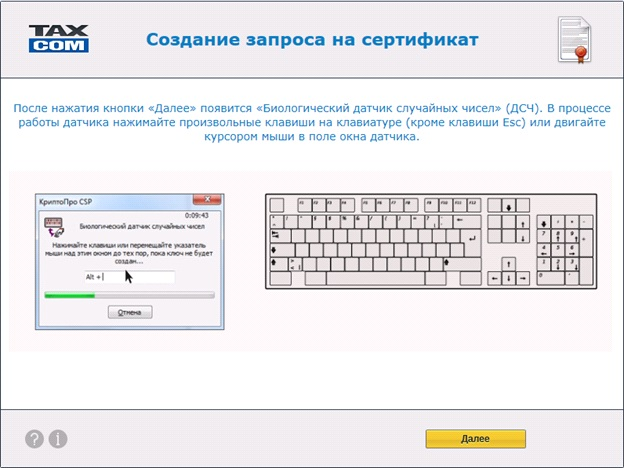 TAX
COM
Создание запроса на сертификат
После нажатия кнопки «Далее» появится «Биологический датчик случайных чисел» (ДСЧ). В процессе
работы датчика нажимайте произвольные клавиши на клавиатуре (кроме клавиши Esc) или двигайте
курсором мыши в поле окна датчика.
КриптоПро CSP
0:09:43
Биологический датчик случайных чисел
Нажимайте клавиши или перемещайте указатель
мыши над этим окном до тех пор, пока ключ не будет
создан...
Alt +
Отмена
Далее